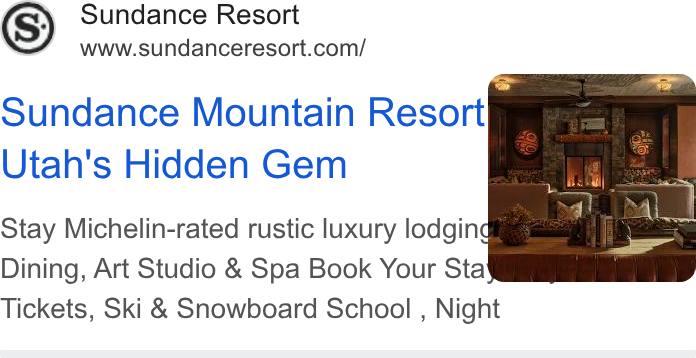 S
Sundance Resort
www.sundanceresort.com/
Sundance Mountain Resort
Utah's Hidden Gem
Stay Michelin-rated rustic luxury lodging
Dining, Art Studio & Spa Book Your Stay
Tickets, Ski & Snowboard School , Night